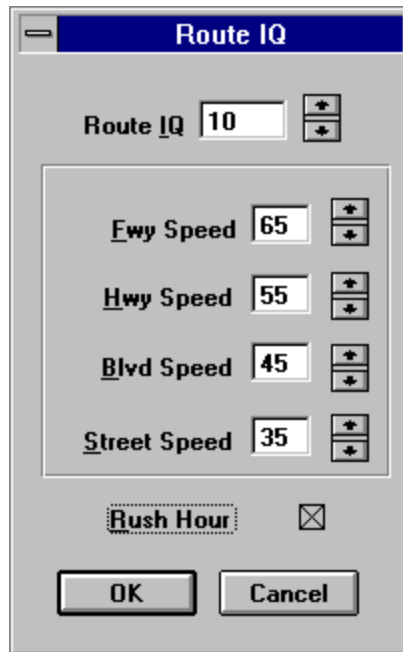 Route IQ
Route IQ 10
Fwy Speed 65
Hwy Speed 55
Blvd Speed 45
Street Speed 35
Rush Hour
OK Cancel